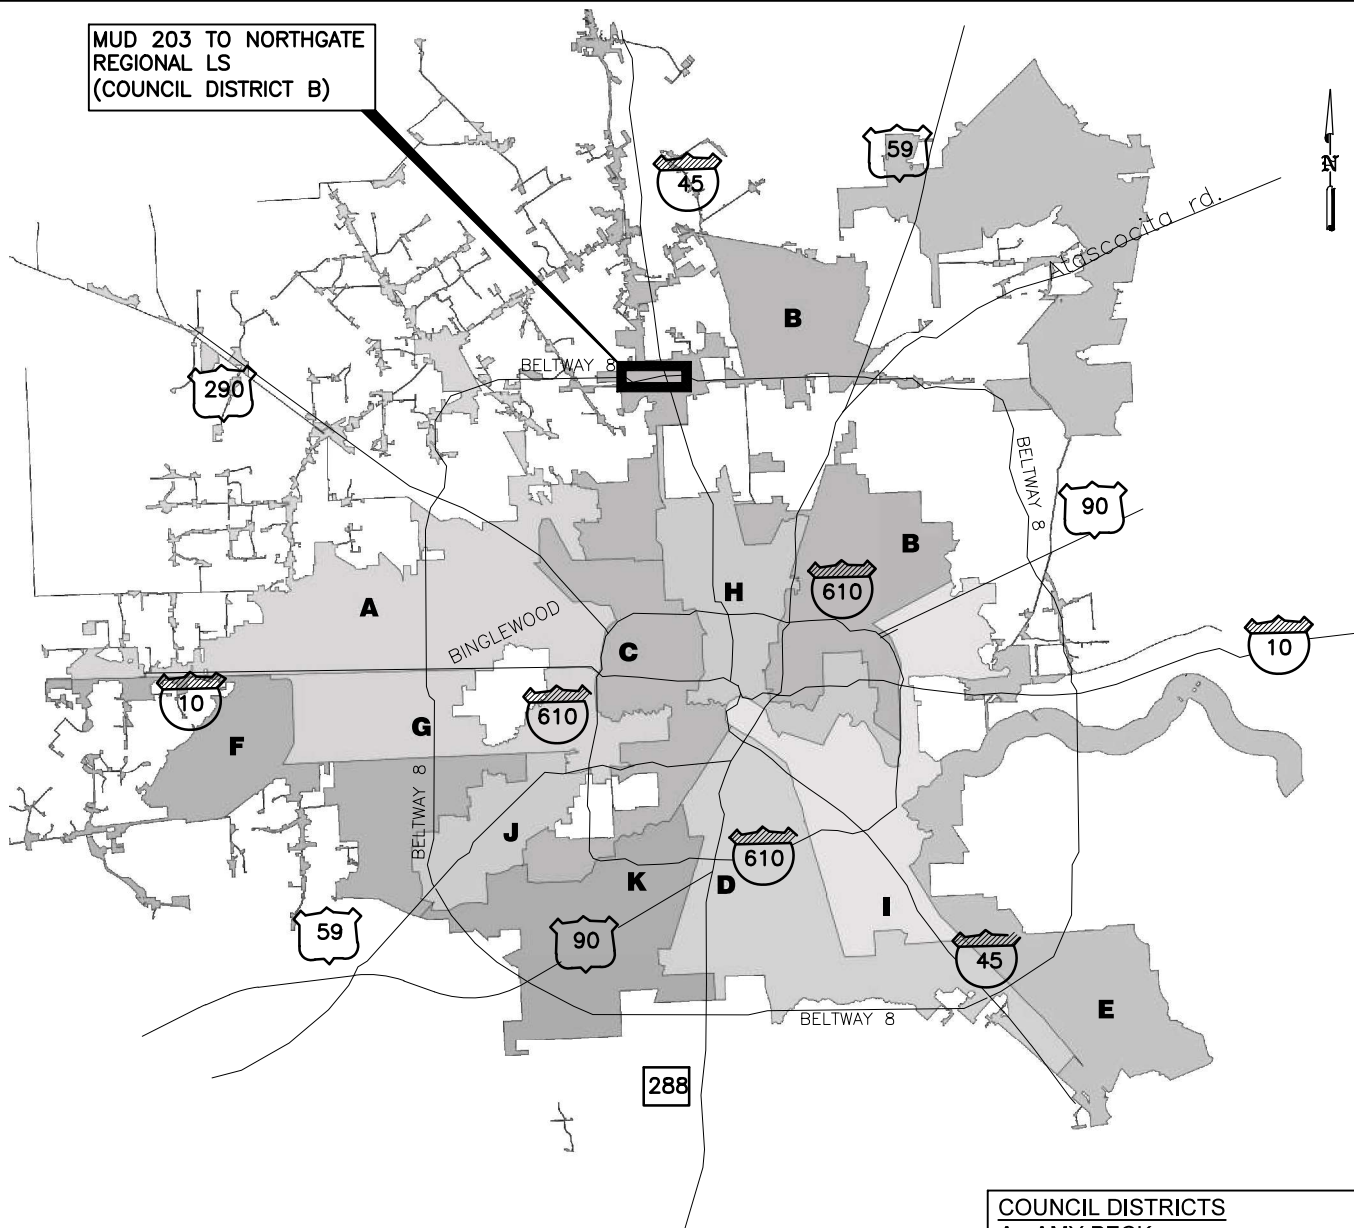 MUD 203 TO NORTHGATE
REGIONAL LS
(COUNCIL DISTRICT B)
59
45
N
Atascocita rd.
B
BELTWAY 8
290
BELTWAY 8
90
B
610
H
A
BINGLEWOOD
C
10
10
610
G
F
BELTWAY 8
J
610
K
D
I
59
90
45
E
BELTWAY 8
288
COUNCIL DISTRICTS